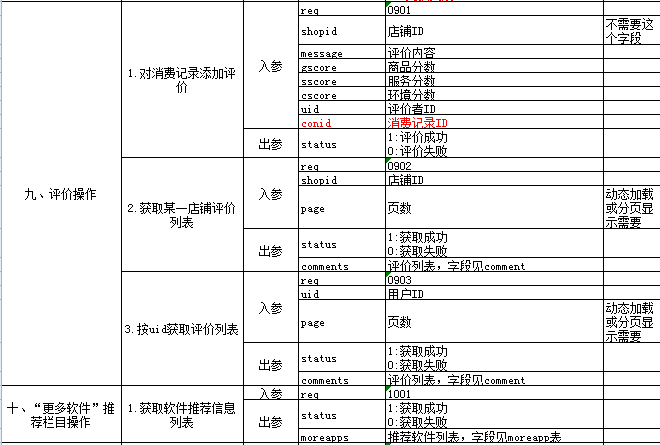 九、评价操作
1.对消费记录添加评
价
入参
req
0901
shopid
店铺ID
不需要这
个字段
message
评价内容
gscore
商品分数
sscore
服务分数
cscore
环境分数
uid
评价者ID
conid
消费记录ID
出参
status
1:评价成功
0:评价失败
2.获取某一店铺评价
列表
入参
req
0902
shopid
店铺ID
page
页数
动态加载
或分页显
示需要
出参
status
1:获取成功
0:获取失败
comments
评价列表，字段见comment
3.按uid获取评价列表
入参
req
0903
uid
用户ID
page
页数
动态加载
或分页显
示需要
出参
status
1:获取成功
0:获取失败
comments
评价列表，字段见comment
十、“更多软件”推
荐栏目操作
1.获取软件推荐信息
列表
入参
req
1001
出参
status
1:获取成功
0:获取失败
moreapps
推荐软件列表，字段见moreapp表